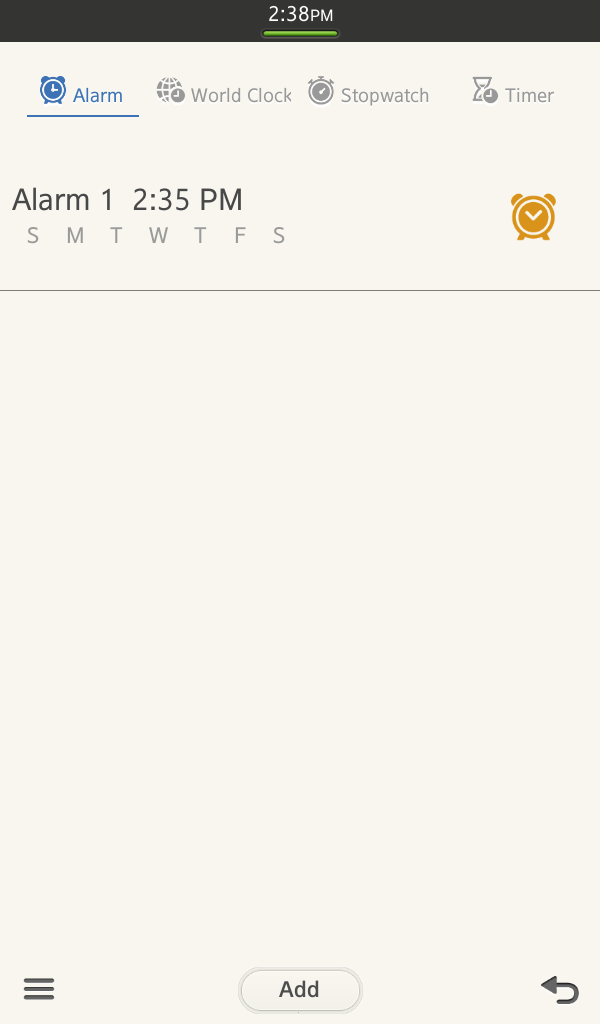 2:38PM
Alarm World Clock Stopwatch Timer
Alarm 1 2:35 PM
S M T W T F S
Add